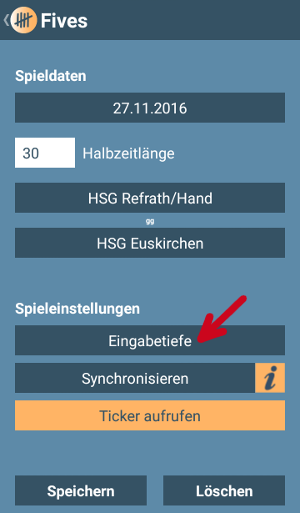 Fives
Spieldaten
27.11.2016
30 Halbzeitlänge
HSG Refrath/Hand
gg
HSG Euskirchen
Spieleinstellungen
Eingabetiefe
Synchronisieren i
Ticker aufrufen
Speichern Löschen